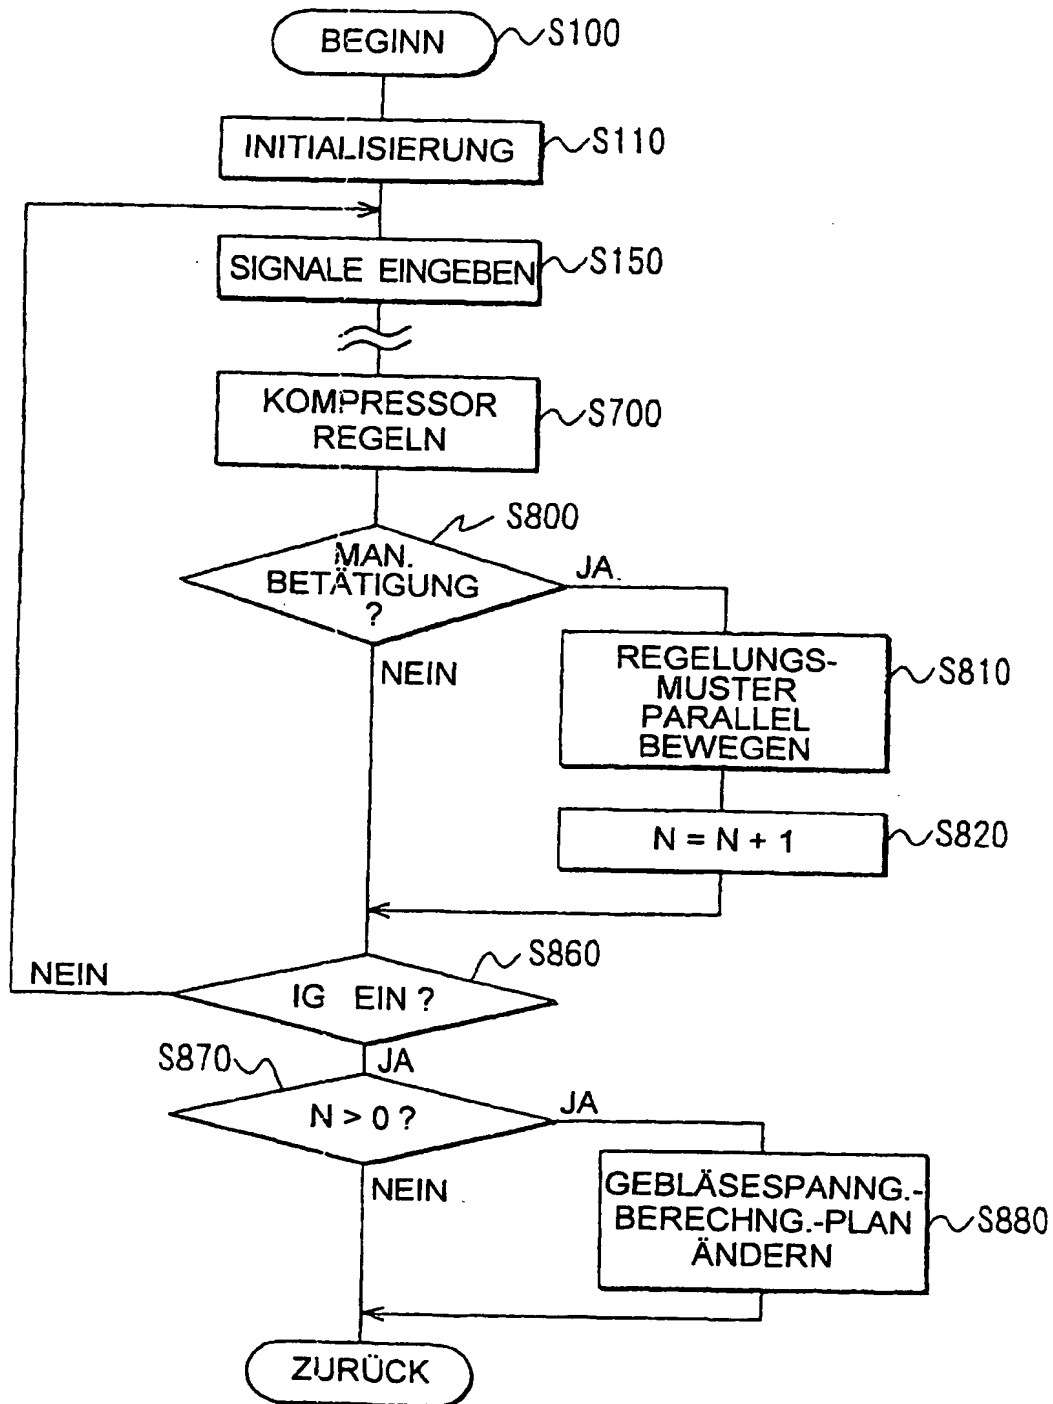 BEGINN
S100
INITIALISIERUNG
S110
SIGNALE EINGEBEN
S150
KOMPRESSOR
REGELN
S700
S800
MAN.
BETÄTIGUNG
?
JA
NEIN
REGELUNGS-
MUSTER
PARALLEL
BEWEGEN
S810
N = N + 1
S820
S860
NEIN
IG EIN ?
JA
S870
N > 0 ?
JA
NEIN
GEBLÄSESPANNG.-
BERECHNG.-PLAN
ÄNDERN
S880
ZURÜCK